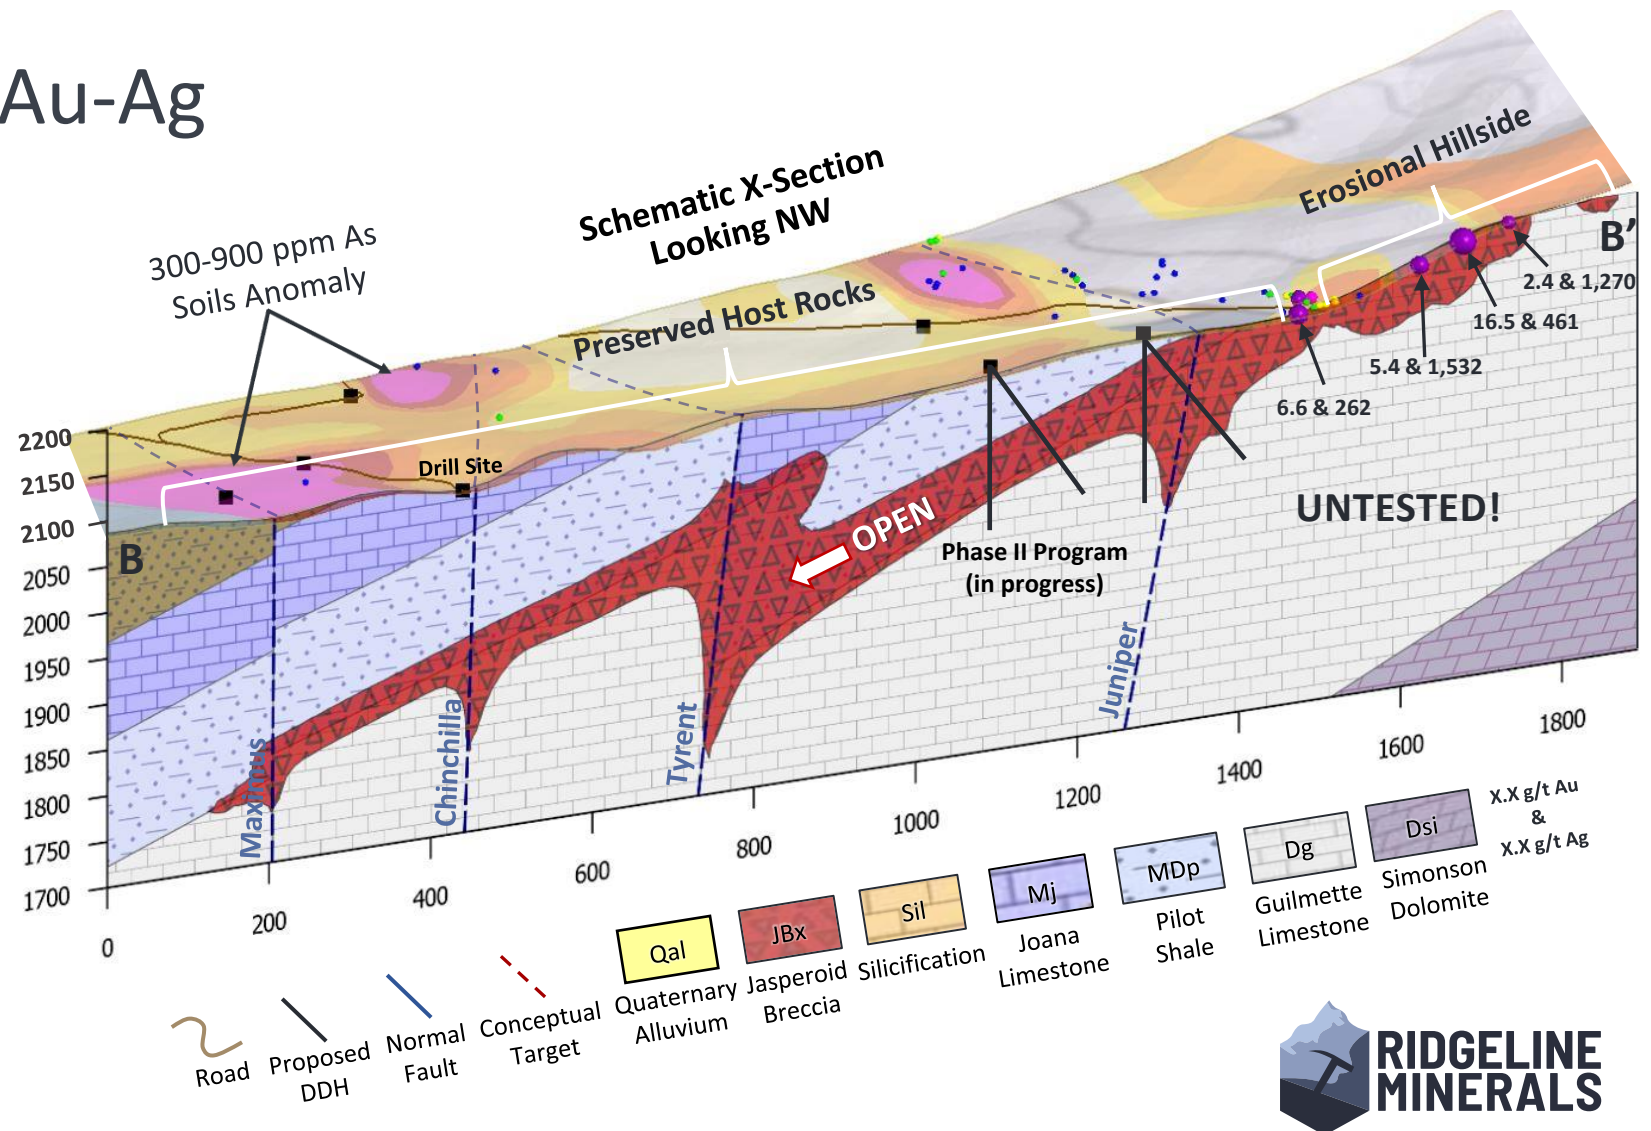 Au-Ag
Schematic X-Section
Looking NW
300-900 ppm As
Soils Anomaly
Preserved Host Rocks
Erosional Hillside
B’
2.4 & 1,270
16.5 & 461
5.4 & 1,532
6.6 & 262
Drill Site
B
OPEN
Phase II Program
(in progress)
UNTESTED!
Maximus
Chinchilla
Tyrent
Juniper
2200
2150
2100
2050
2000
1950
1900
1850
1800
1750
1700
0
200
400
600
800
1000
1200
1400
1600
1800
Road
Proposed
DDH
Normal
Fault
Conceptual
Target
Qal
Quaternary
Alluvium
JBx
Jasperoid
Breccia
Sil
Silicification
Mj
Joana
Limestone
MDp
Pilot
Shale
Dg
Guilmette
Limestone
Dsi
Simonson
Dolomite
X.X g/t Au
&
X.X g/t Ag
RIDGELINE
MINERALS